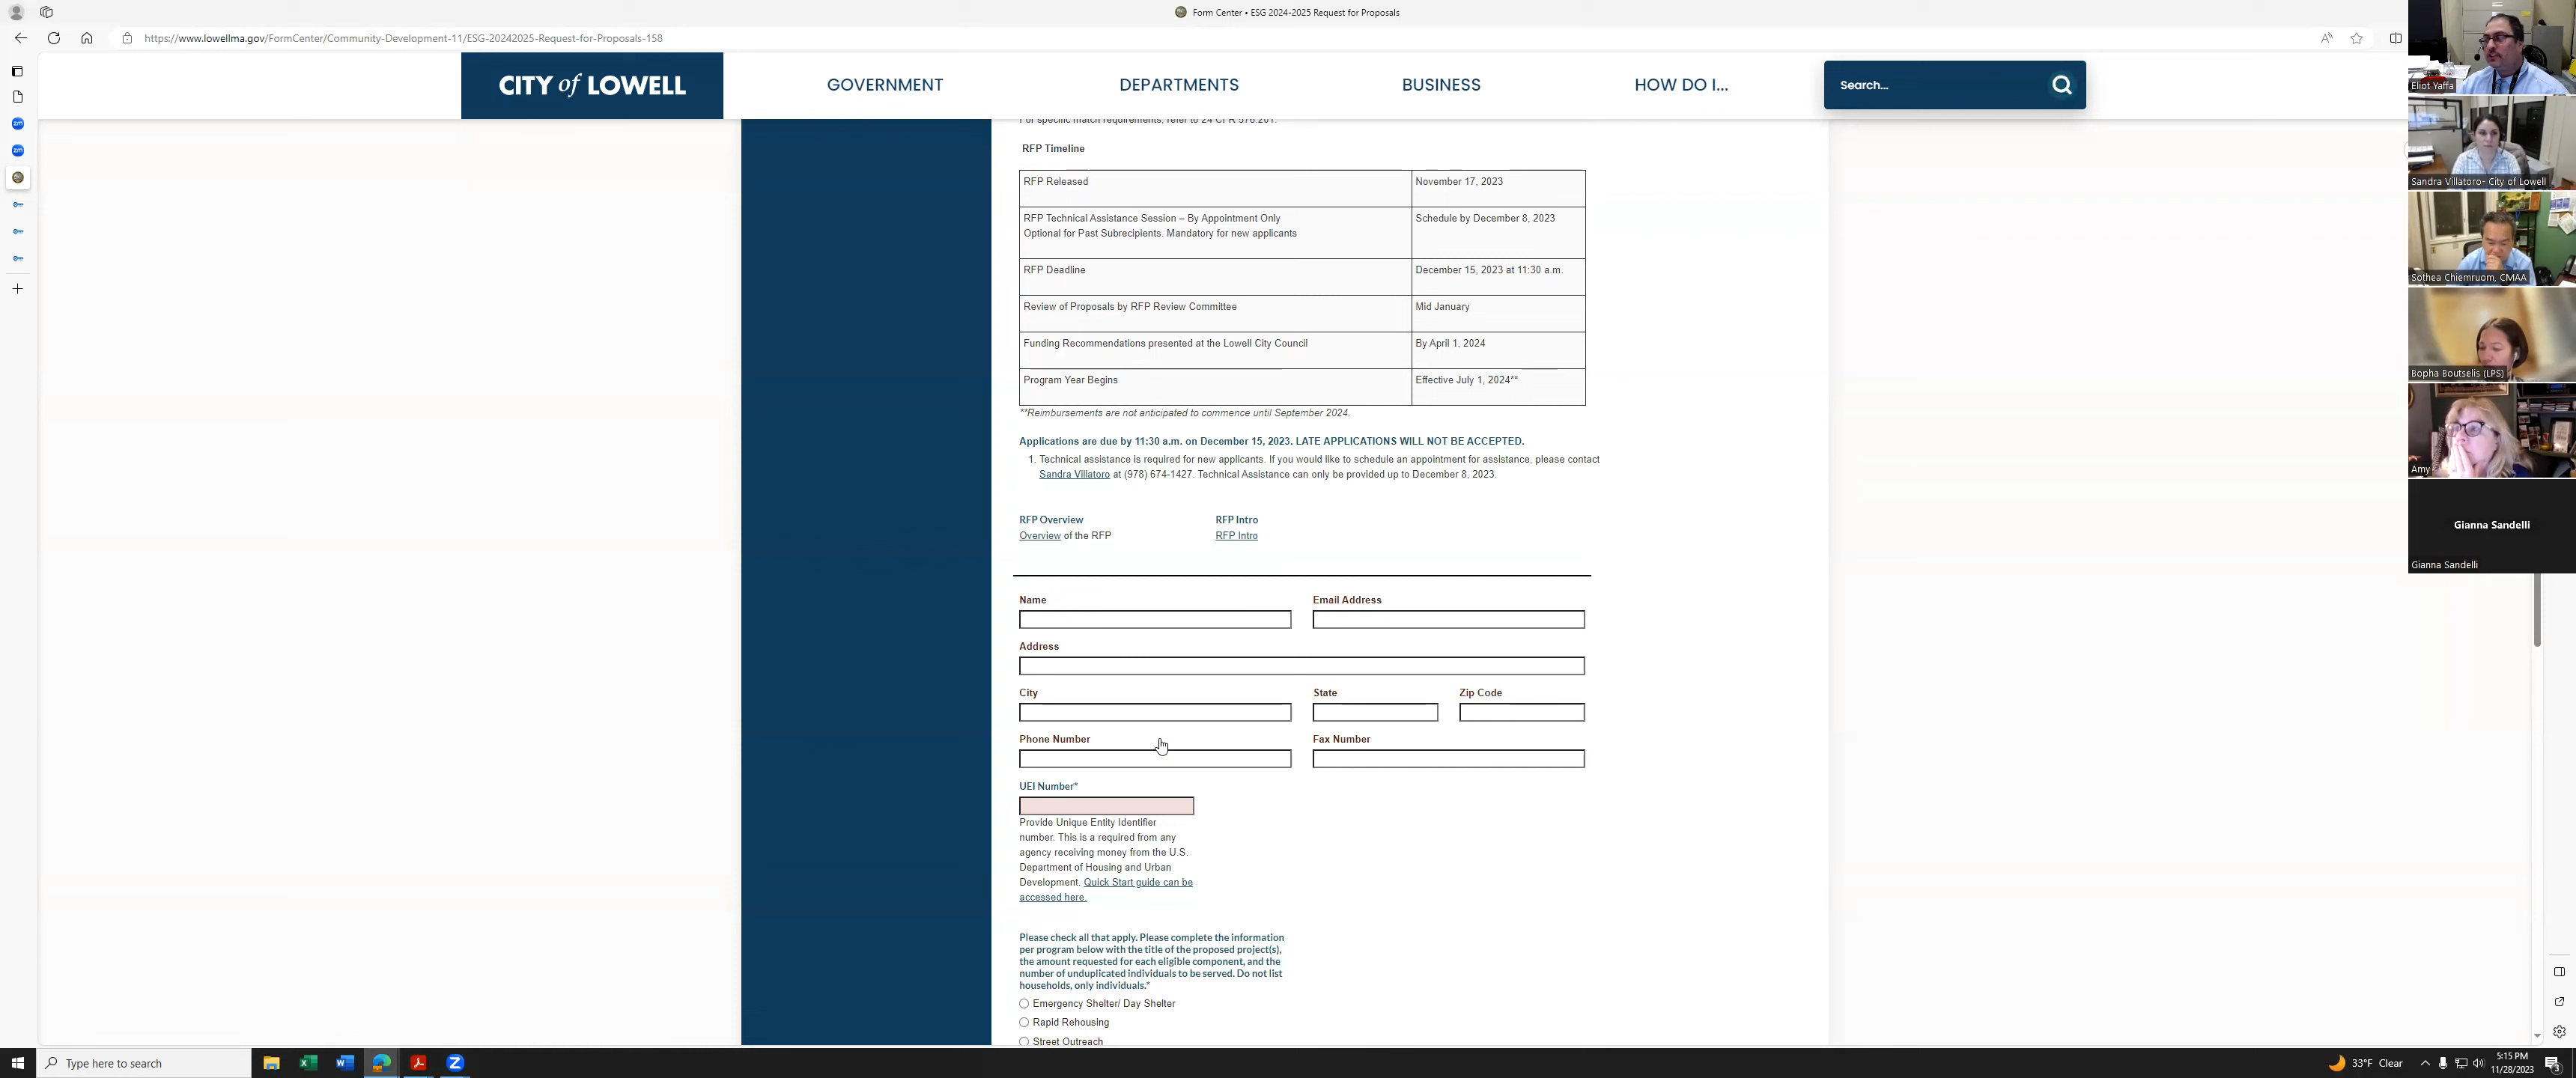 Form Center • ESG 2024-2025 Request for Proposals
https://www.lowellma.gov/FormCenter/Community-Development-11/ESG-20242025-Request-for-Proposals-158
CITY of LOWELL
GOVERNMENT
DEPARTMENTS
BUSINESS
HOW DO I...
Search...
For specific match requirements, refer to 24 CFR 576.201.
RFP Timeline
RFP Released
November 17, 2023
RFP Technical Assistance Session – By Appointment Only
Optional for Past Subrecipients. Mandatory for new applicants
Schedule by December 8, 2023
RFP Deadline
December 15, 2023 at 11:30 a.m.
Review of Proposals by RFP Review Committee
Mid January
Funding Recommendations presented at the Lowell City Council
By April 1, 2024
Program Year Begins
Effective July 1, 2024**
**Reimbursements are not anticipated to commence until September 2024.
Applications are due by 11:30 a.m. on December 15, 2023. LATE APPLICATIONS WILL NOT BE ACCEPTED.
1. Technical assistance is required for new applicants. If you would like to schedule an appointment for assistance, please contact
Sandra Villatoro at (978) 674-1427. Technical Assistance can only be provided up to December 8, 2023.
RFP Overview
Overview of the RFP
RFP Intro
RFP Intro
Name
Email Address
Address
City
State
Zip Code
Phone Number
Fax Number
UEI Number*
Provide Unique Entity Identifier
number. This is a required from any
agency receiving money from the U.S.
Department of Housing and Urban
Development. Quick Start guide can be
accessed here.
Please check all that apply. Please complete the information
per program below with the title of the proposed project(s),
the amount requested for each eligible component, and the
number of unduplicated individuals to be served. Do not list
households, only individuals.*
Emergency Shelter/ Day Shelter
Rapid Rehousing
Street Outreach
Eliot Yaffa
Sandra Villatoro- City of Lowell
Sothea Chiemruom, CMAA
Bopha Boutselis (LPS)
Amy
Gianna Sandelli
Gianna Sandelli
zm
zm
Type here to search
33°F Clear
5:15 PM
11/28/2023
3